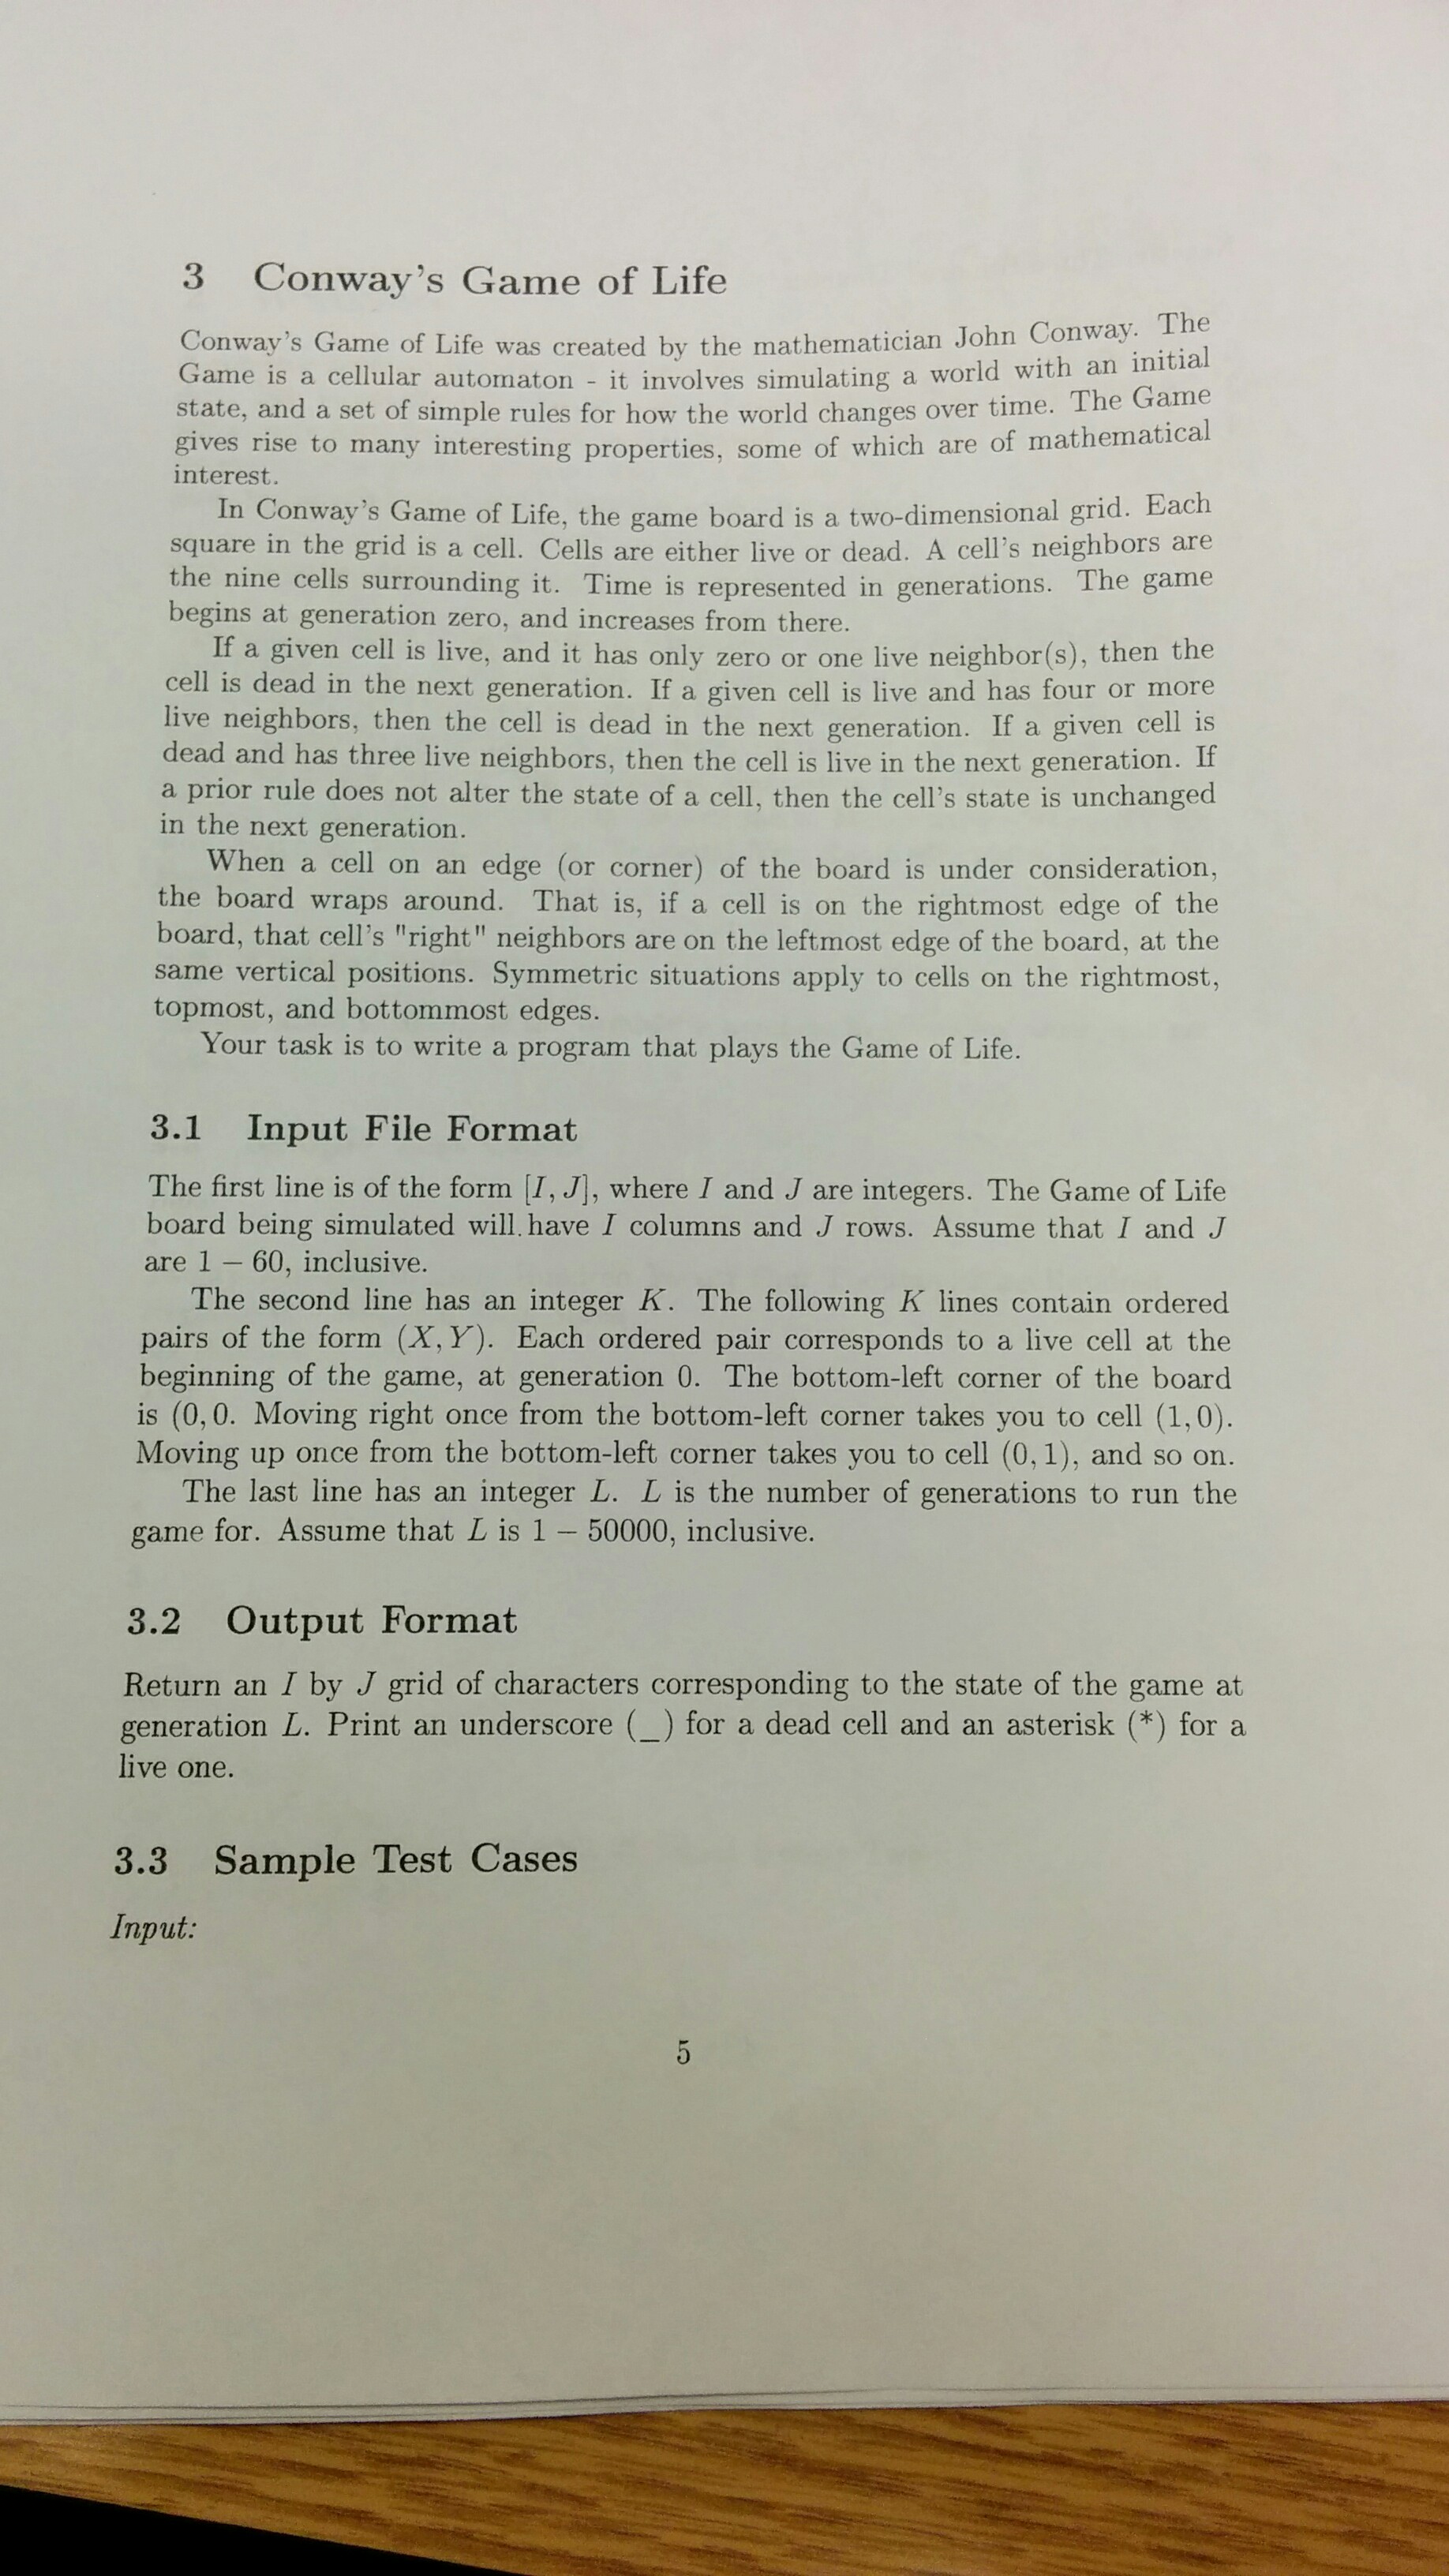 3 Conway's Game of Life
Conway's Game of Life was created by the mathematician John Conway. The
Game is a cellular automaton - it involves simulating a world with an initial
state, and a set of simple rules for how the world changes over time. The Game
gives rise to many interesting properties, some of which are of mathematical
interest.
In Conway's Game of Life, the game board is a two-dimensional grid. Each
square in the grid is a cell. Cells are either live or dead. A cell's neighbors are
the nine cells surrounding it. Time is represented in generations. The game
begins at generation zero, and increases from there.
If a given cell is live, and it has only zero or one live neighbor(s), then the
cell is dead in the next generation. If a given cell is live and has four or more
live neighbors, then the cell is dead in the next generation. If a given cell is
dead and has three live neighbors, then the cell is live in the next generation. If
a prior rule does not alter the state of a cell, then the cell's state is unchanged
in the next generation.
When a cell on an edge (or corner) of the board is under consideration,
the board wraps around. That is, if a cell is on the rightmost edge of the
board, that cell's "right" neighbors are on the leftmost edge of the board, at the
same vertical positions. Symmetric situations apply to cells on the rightmost,
topmost, and bottommost edges.
Your task is to write a program that plays the Game of Life.
3.1 Input File Format
The first line is of the form [I, J], where I and J are integers. The Game of Life
board being simulated will have I columns and J rows. Assume that I and J
are 1 – 60, inclusive.
The second line has an integer K. The following K lines contain ordered
pairs of the form (X, Y). Each ordered pair corresponds to a live cell at the
beginning of the game, at generation 0. The bottom-left corner of the board
is (0, 0. Moving right once from the bottom-left corner takes you to cell (1, 0).
Moving up once from the bottom-left corner takes you to cell (0, 1), and so on.
The last line has an integer L. L is the number of generations to run the
game for. Assume that L is 1 – 50000, inclusive.
3.2 Output Format
Return an I by J grid of characters corresponding to the state of the game at
generation L. Print an underscore (_) for a dead cell and an asterisk (*) for a
live one.
3.3 Sample Test Cases
Input:
5